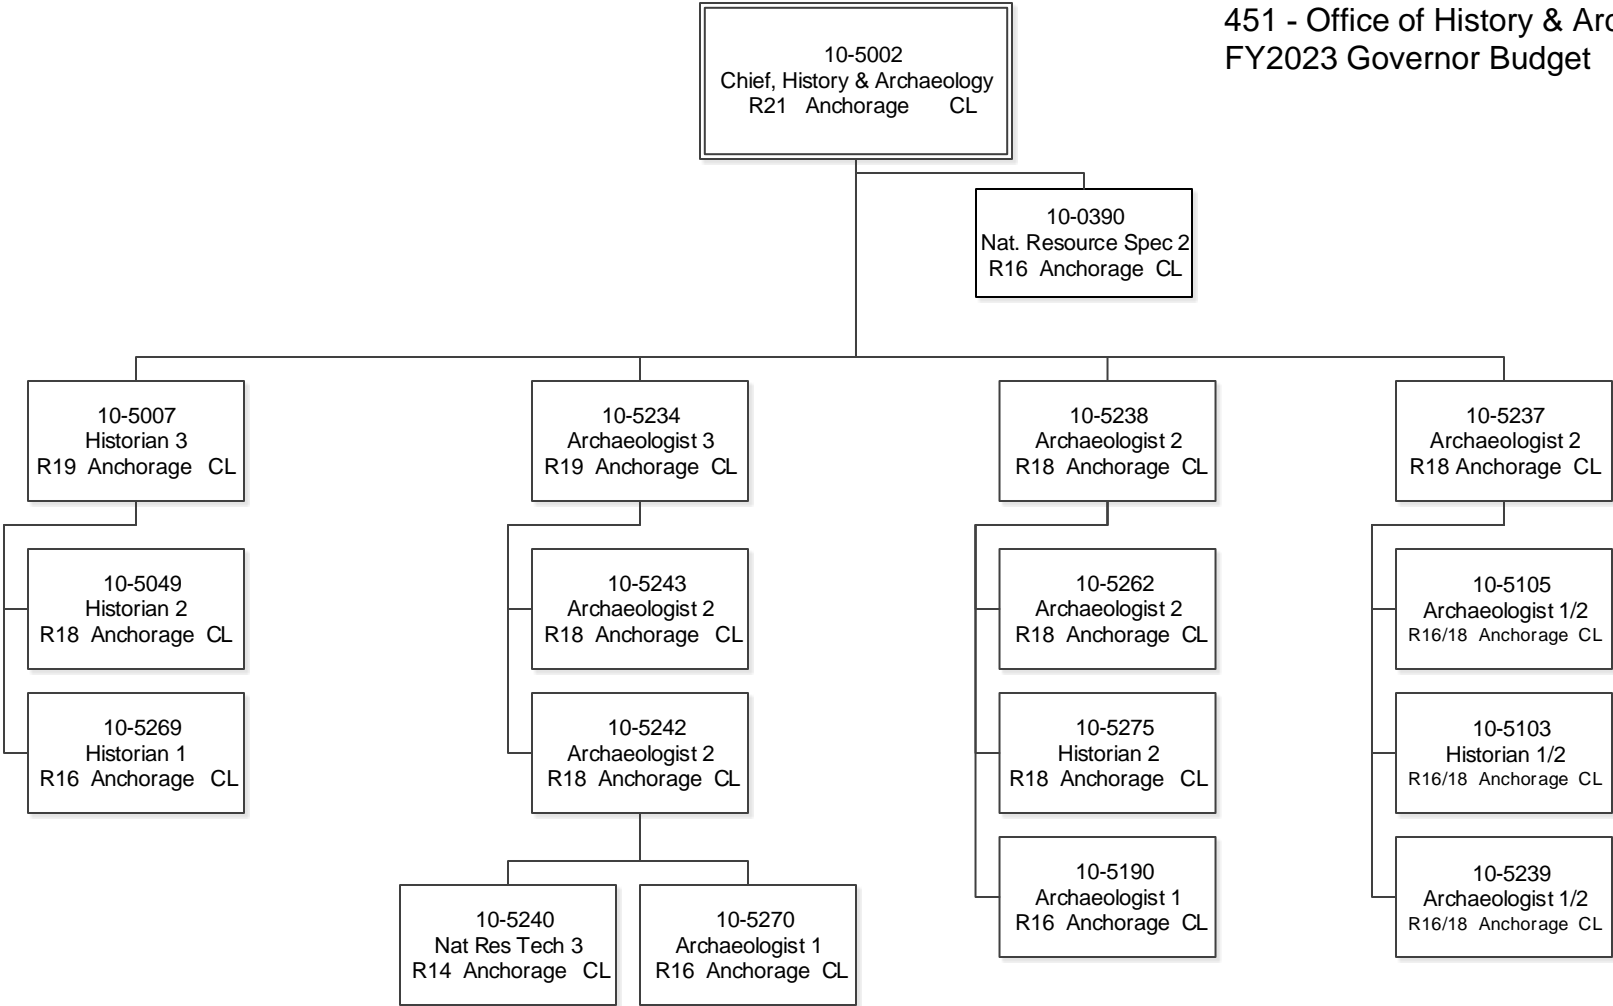 451 - Office of History & Arc
FY2023 Governor Budget
10-5002
Chief, History & Archaeology
R21 Anchorage CL
10-0390
Nat. Resource Spec 2
R16 Anchorage CL
10-5007
Historian 3
R19 Anchorage CL
10-5234
Archaeologist 3
R19 Anchorage CL
10-5238
Archaeologist 2
R18 Anchorage CL
10-5237
Archaeologist 2
R18 Anchorage CL
10-5049
Historian 2
R18 Anchorage CL
10-5243
Archaeologist 2
R18 Anchorage CL
10-5262
Archaeologist 2
R18 Anchorage CL
10-5105
Archaeologist 1/2
R16/18 Anchorage CL
10-5269
Historian 1
R16 Anchorage CL
10-5242
Archaeologist 2
R18 Anchorage CL
10-5275
Historian 2
R18 Anchorage CL
10-5103
Historian 1/2
R16/18 Anchorage CL
10-5240
Nat Res Tech 3
R14 Anchorage CL
10-5270
Archaeologist 1
R16 Anchorage CL
10-5190
Archaeologist 1
R16 Anchorage CL
10-5239
Archaeologist 1/2
R16/18 Anchorage CL